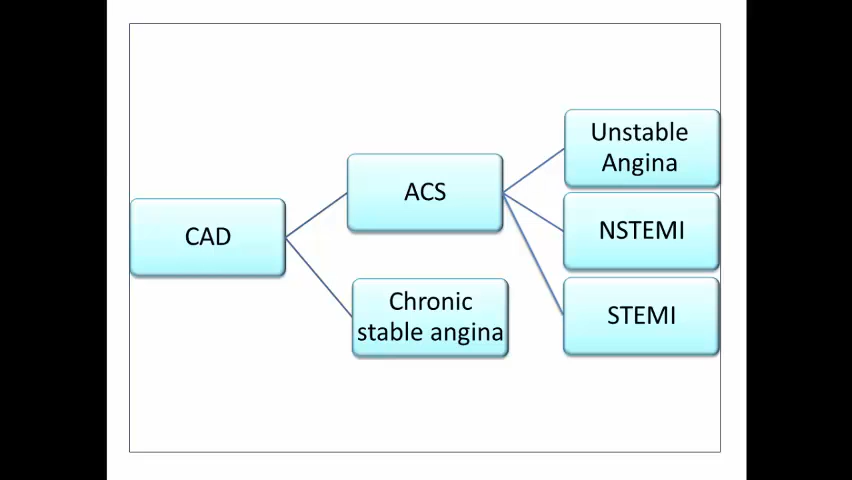 CAD
ACS
Chronic
stable angina
Unstable
Angina
NSTEMI
STEMI